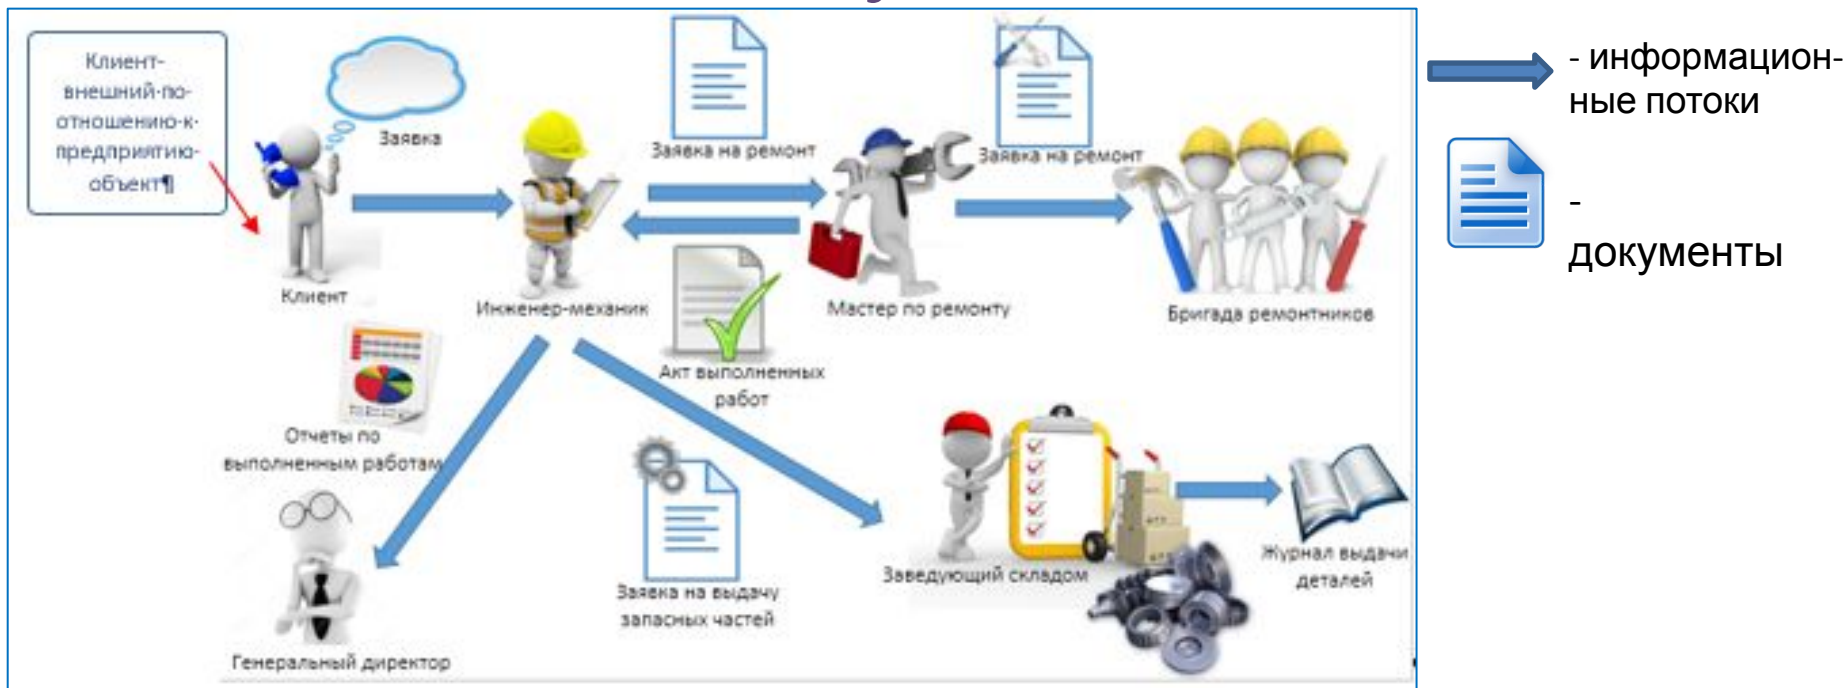 Клиент-
внешний·по-
отношению·к-
предприятию-
объект¶
Заявка
Заявка на ремонт
Заявка на ремонт
Клиент
Инженер-механик
Мастер по ремонту
Бригада ремонтников
Акт выполненных
работ
Отчеты по
выполненным работам
Заявка на выдачу
запасных частей
Заведующий складом
Журнал выдачи
деталей
Генеральный директор
- информацион-
ные потоки
-
документы